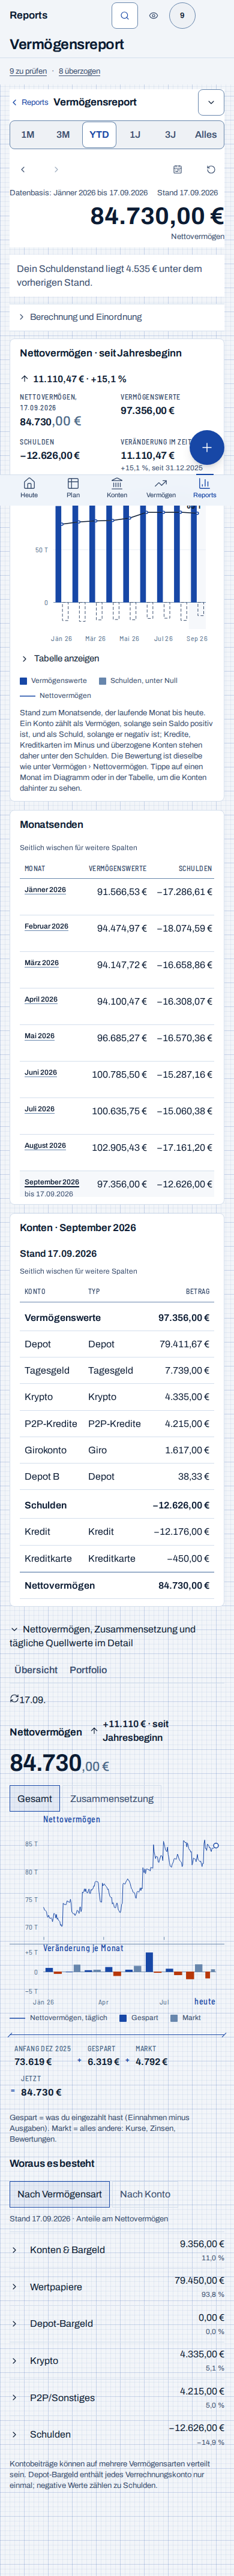 Reports
9
Vermögensreport
9 zu prüfen · 8 überzogen
Reports Vermögensreport
1M 3M YTD 1J 3J Alles
Datenbasis: Jänner 2026 bis 17.09.2026 Stand 17.09.2026
84.730,00 €
Nettovermögen
Dein Schuldenstand liegt 4.535 € unter dem
vorherigen Stand.
Berechnung und Einordnung
Nettovermögen · seit Jahresbeginn
11.110,47 € · +15,1 %
NETTOVERMÖGEN,
17.09.2026
84.730,00 €
VERMÖGENSWERTE
97.356,00 €
SCHULDEN
−12.626,00 €
VERÄNDERUNG IM ZEIT
11.110,47 €
+15,1 %, seit 31.12.2025
Heute Plan Konten Vermögen Reports
50 T
0
Jän 26 Mär 26 Mai 26 Jul 26 Sep 26
Tabelle anzeigen
Vermögenswerte Schulden, unter Null
Nettovermögen
Stand zum Monatsende, der laufende Monat bis heute.
Ein Konto zählt als Vermögen, solange sein Saldo positiv
ist, und als Schuld, solange er negativ ist; Kredite,
Kreditkarten im Minus und überzogene Konten stehen
daher unter den Schulden. Die Bewertung ist dieselbe
wie unter Vermögen › Nettovermögen. Tippe auf einen
Monat im Diagramm oder in der Tabelle, um die Konten
dahinter zu sehen.
Monatsenden
Seitlich wischen für weitere Spalten
MONAT VERMÖGENSWERTE SCHULDEN
Jänner 2026 91.566,53 € −17.286,61 €
Februar 2026 94.474,97 € −18.074,59 €
März 2026 94.147,72 € −16.658,86 €
April 2026 94.100,47 € −16.308,07 €
Mai 2026 96.685,27 € −16.570,36 €
Juni 2026 100.785,50 € −15.287,16 €
Juli 2026 100.635,75 € −15.060,38 €
August 2026 102.905,43 € −17.161,20 €
September 2026 97.356,00 € −12.626,00 €
bis 17.09.2026
Konten · September 2026
Stand 17.09.2026
Seitlich wischen für weitere Spalten
KONTO TYP BETRAG
Vermögenswerte 97.356,00 €
Depot Depot 79.411,67 €
Tagesgeld Tagesgeld 7.739,00 €
Krypto Krypto 4.335,00 €
P2P-Kredite P2P-Kredite 4.215,00 €
Girokonto Giro 1.617,00 €
Depot B Depot 38,33 €
Schulden −12.626,00 €
Kredit Kredit −12.176,00 €
Kreditkarte Kreditkarte −450,00 €
Nettovermögen 84.730,00 €
Nettovermögen, Zusammensetzung und
tägliche Quellwerte im Detail
Übersicht Portfolio
17.09.
Nettovermögen +11.110 € · seit
Jahresbeginn
84.730,00 €
Gesamt Zusammensetzung
Nettovermögen
85 T
80 T
75 T
70 T
Veränderung je Monat
+5 T
0
−5 T
Jän 26 Apr Jul heute
Nettovermögen, täglich Gespart Markt
ANFANG DEZ 2025 GESPART MARKT
73.619 € + 6.319 € + 4.792 €
JETZT
= 84.730 €
Gespart = was du eingezahlt hast (Einnahmen minus
Ausgaben). Markt = alles andere: Kurse, Zinsen,
Bewertungen.
Woraus es besteht
Nach Vermögensart Nach Konto
Stand 17.09.2026 · Anteile am Nettovermögen
Konten & Bargeld 9.356,00 €
11,0 %
Wertpapiere 79.450,00 €
93,8 %
Depot-Bargeld 0,00 €
0,0 %
Krypto 4.335,00 €
5,1 %
P2P/Sonstiges 4.215,00 €
5,0 %
Schulden −12.626,00 €
−14,9 %
Kontobeiträge können auf mehrere Vermögensarten verteilt
sein. Depot-Bargeld enthält jedes Verrechnungskonto nur
einmal; negative Werte zählen zu Schulden.